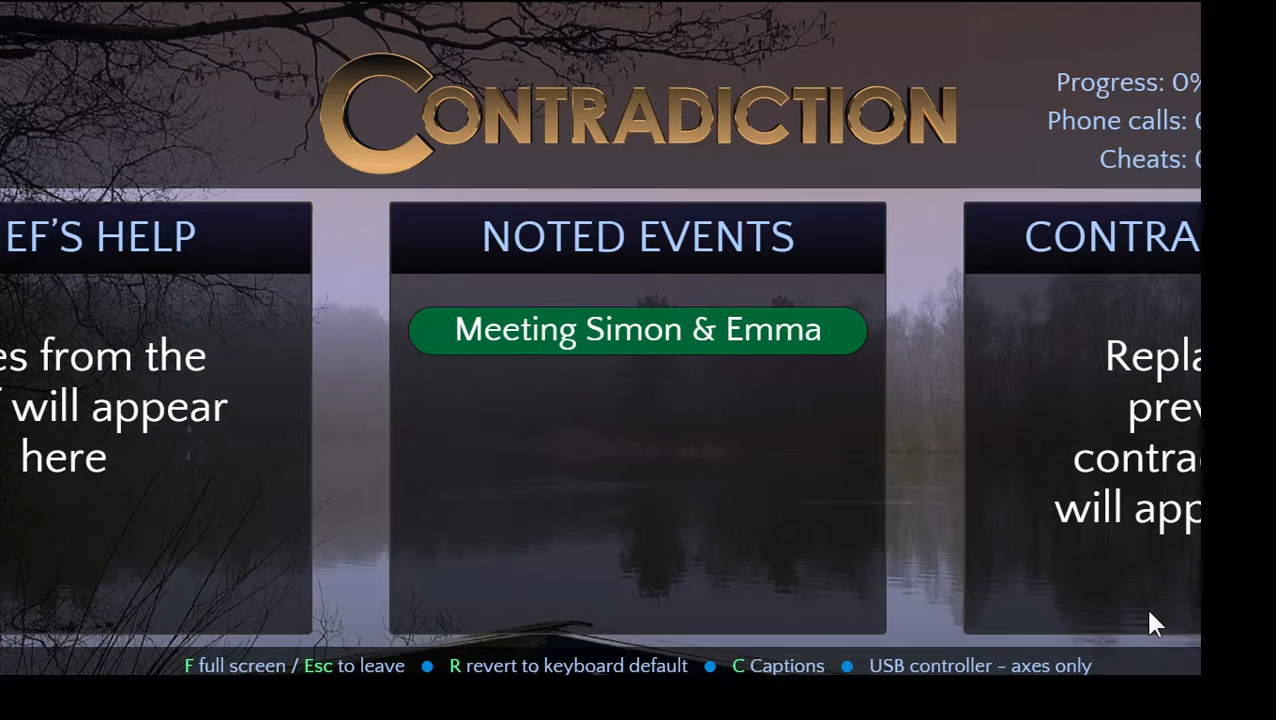 CONTRADICTION
Progress: 0%
Phone calls: 0
Cheats: 0
EF'S HELP
es from the
will appear
here
NOTED EVENTS
Meeting Simon & Emma
CONTRA
Repla
prev
contra
will app
F full screen / Esc to leave ● R revert to keyboard default ● C Captions ● USB controller – axes only